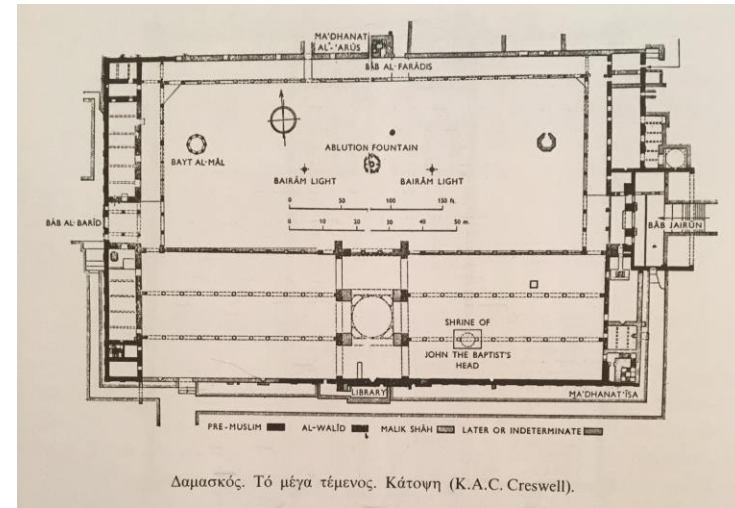 MA'DHANAT
AL-'ARŪS
BĀB AL-FARĀDIS
BAYT AL-MĀL
ABLUTION FOUNTAIN
BAIRĀM LIGHT
BAIRĀM LIGHT
0 50 100 150 ft.
0 10 20 30 40 50 m.
BĀB AL-BARĪD
BĀB JAIRŪN
SHRINE OF
JOHN THE BAPTIST'S
HEAD
LIBRARY
MA'DHANAT 'ĪSA
PRE-MUSLIM AL-WALĪD MALIK SHĀH LATER OR INDETERMINATE
Δαμασκός. Τό μέγα τέμενος. Κάτοψη (K.A.C. Creswell).